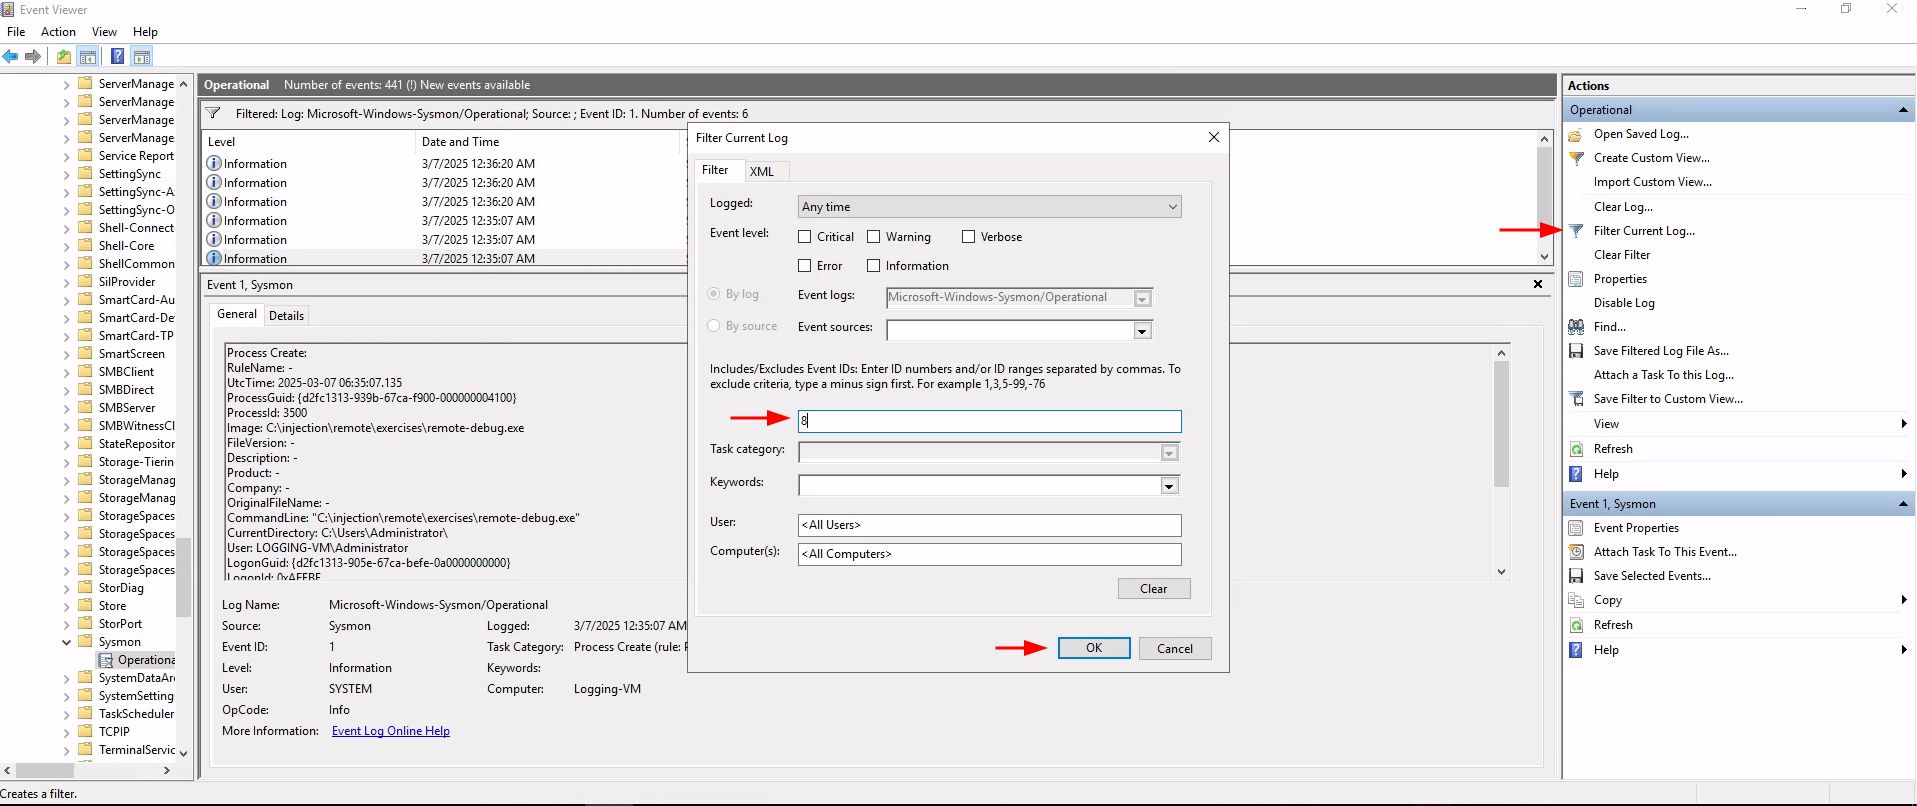 Event Viewer
File Action View Help
ServerManage
ServerManage
ServerManage
ServerManage
Service Report
SettingSync
SettingSync-A
SettingSync-O
Shell-Connect
Shell-Core
ShellCommon
SilProvider
SmartCard-Au
SmartCard-De
SmartCard-TP
SmartScreen
SMBClient
SMBDirect
SMBServer
SMBWitnessCl
StateRepositor
Storage-Tierin
StorageManag
StorageManag
StorageSpaces
StorageSpaces
StorageSpaces
StorageSpaces
StorDiag
Store
StorPort
Sysmon
Operationa
SystemDataAr
SystemSetting
TaskScheduler
TCPIP
TerminalServic
Operational Number of events: 441 (!) New events available
Filtered: Log: Microsoft-Windows-Sysmon/Operational; Source: ; Event ID: 1. Number of events: 6
Level Date and Time
Information 3/7/2025 12:36:20 AM
Information 3/7/2025 12:36:20 AM
Information 3/7/2025 12:36:20 AM
Information 3/7/2025 12:35:07 AM
Information 3/7/2025 12:35:07 AM
Information 3/7/2025 12:35:07 AM
Event 1, Sysmon
General Details
Process Create:
RuleName: -
UtcTime: 2025-03-07 06:35:07.135
ProcessGuid: {d2fc1313-939b-67ca-f900-000000004100}
ProcessId: 3500
Image: C:\injection\remote\exercises\remote-debug.exe
FileVersion: -
Description: -
Product: -
Company: -
OriginalFileName: -
CommandLine: "C:\injection\remote\exercises\remote-debug.exe"
CurrentDirectory: C:\Users\Administrator\
User: LOGGING-VM\Administrator
LogonGuid: {d2fc1313-905e-67ca-befe-0a0000000000}
LogonId: 0xAFEBE
Log Name: Microsoft-Windows-Sysmon/Operational
Source: Sysmon Logged: 3/7/2025 12:35:07 AM
Event ID: 1 Task Category: Process Create (rule: P
Level: Information Keywords:
User: SYSTEM Computer: Logging-VM
OpCode: Info
More Information: Event Log Online Help
Filter Current Log
Filter XML
Logged: Any time
Event level: Critical Warning Verbose
Error Information
By log Event logs: Microsoft-Windows-Sysmon/Operational
By source Event sources:
Includes/Excludes Event IDs: Enter ID numbers and/or ID ranges separated by commas. To
exclude criteria, type a minus sign first. For example 1,3,5-99,-76
8
Task category:
Keywords:
User: <All Users>
Computer(s): <All Computers>
Clear
OK Cancel
Actions
Operational
Open Saved Log...
Create Custom View...
Import Custom View...
Clear Log...
Filter Current Log...
Clear Filter
Properties
Disable Log
Find...
Save Filtered Log File As...
Attach a Task To this Log...
Save Filter to Custom View...
View
Refresh
Help
Event 1, Sysmon
Event Properties
Attach Task To This Event...
Save Selected Events...
Copy
Refresh
Help
Creates a filter.